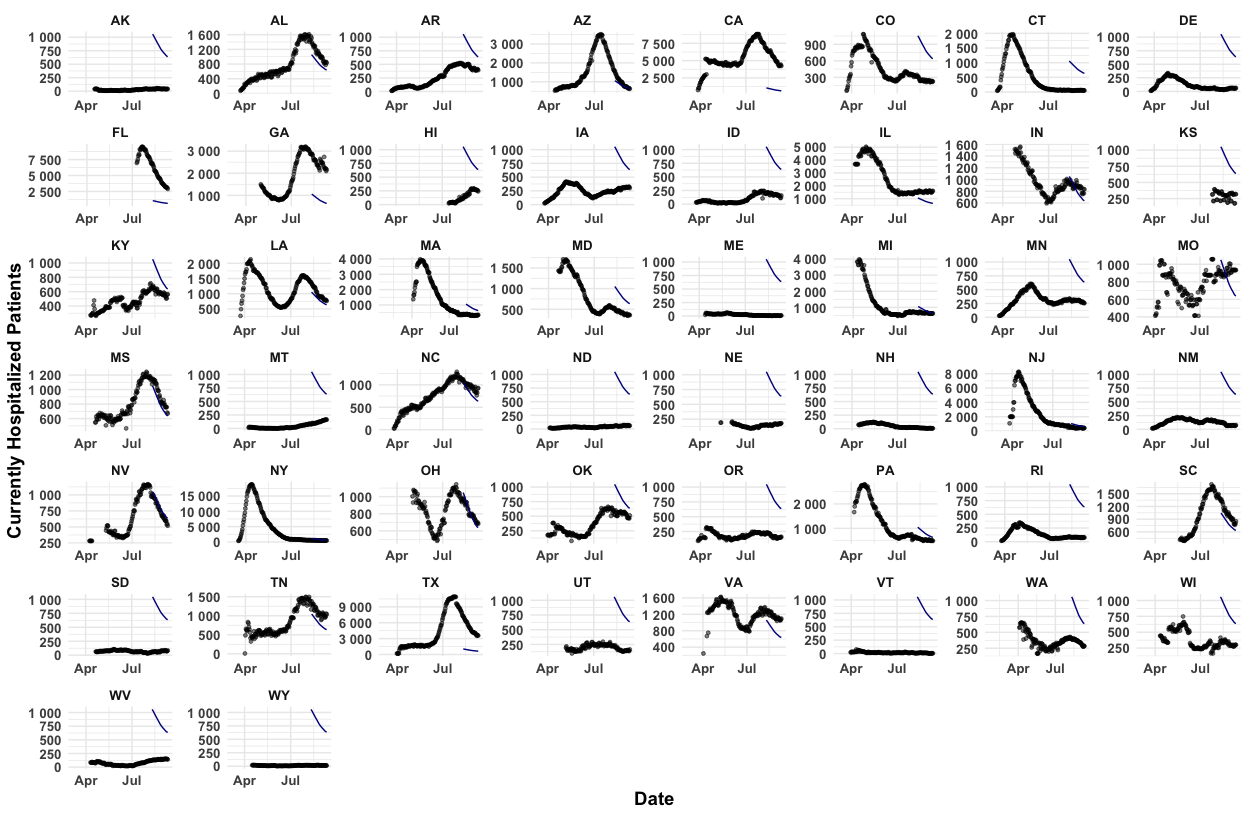 AK AL AR AZ CA CO CT DE
1 000 750 500 250 0
1 600 1 200 800 400 0
1 000 750 500 250 0
3 000 2 000 1 000
7 500 5 000 2 500
900 600 300
2 000 1 500 1 000 500 0
1 000 750 500 250 0
Apr Jul Apr Jul Apr Jul Apr Jul Apr Jul Apr Jul Apr Jul Apr Jul
FL GA HI IA ID IL IN KS
7 500 5 000 2 500
3 000 2 000 1 000
1 000 750 500 250 0
1 000 750 500 250 0
1 000 750 500 250 0
5 000 4 000 3 000 2 000 1 000
1 600 1 400 1 200 1 000 800 600
1 000 750 500 250
Apr Jul Apr Jul Apr Jul Apr Jul Apr Jul Apr Jul Apr Jul Apr Jul
KY LA MA MD ME MI MN MO
1 000 800 600 400
2 000 1 500 1 000 500
4 000 3 000 2 000 1 000
1 500 1 000 500
1 000 750 500 250 0
4 000 3 000 2 000 1 000
1 000 750 500 250 0
1 000 800 600 400
Apr Jul Apr Jul Apr Jul Apr Jul Apr Jul Apr Jul Apr Jul Apr Jul
MS MT NC ND NE NH NJ NM
1 200 1 000 800 600
1 000 750 500 250 0
1 000 500 0
1 000 750 500 250 0
1 000 750 500 250
1 000 750 500 250 0
8 000 6 000 4 000 2 000 0
1 000 750 500 250 0
Apr Jul Apr Jul Apr Jul Apr Jul Apr Jul Apr Jul Apr Jul Apr Jul
NV NY OH OK OR PA RI SC
1 000 750 500 250
15 000 10 000 5 000 0
1 000 800 600
1 000 750 500 250
1 000 750 500 250
2 000 1 000
1 000 750 500 250 0
1 500 1 200 900 600
Apr Jul Apr Jul Apr Jul Apr Jul Apr Jul Apr Jul Apr Jul Apr Jul
SD TN TX UT VA VT WA WI
1 000 750 500 250 0
1 500 1 000 500 0
9 000 6 000 3 000 0
1 000 750 500 250
1 600 1 200 800 400
1 000 750 500 250 0
1 000 750 500 250
1 000 750 500 250
Apr Jul Apr Jul Apr Jul Apr Jul Apr Jul Apr Jul Apr Jul Apr Jul
WV WY
1 000 750 500 250 0
1 000 750 500 250 0
Apr Jul Apr Jul
Currently Hospitalized Patients
Date